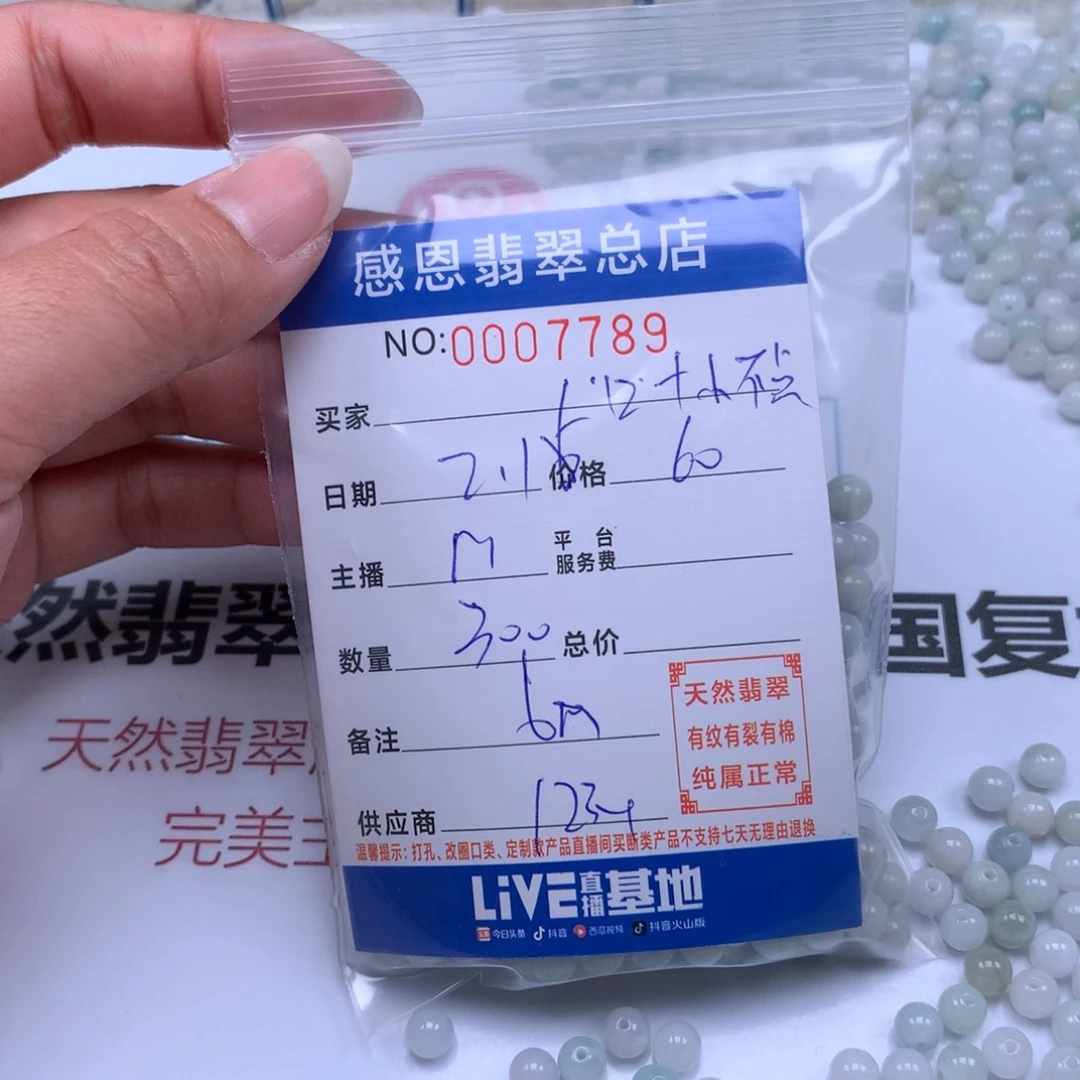 感恩翡翠总店
NO:0007789
买家
日期 2.18 价格 60
主播 M 平台服务费
数量 300 总价
备注 6M
供应商 1234
天然翡翠
有纹有裂有棉
纯属正常
温馨提示:打孔、改圈口类、定制款产品直播间买断类产品不支持七天无理由退换
LiVE直播基地
今日头条 抖音 西瓜视频 抖音火山版
然翡翠
天然翡翠
完美
国复